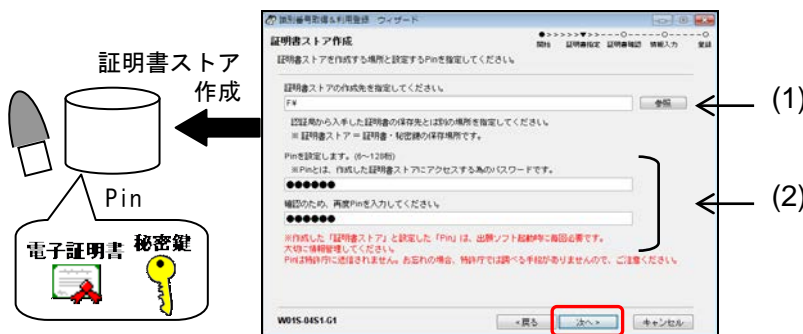 証明書ストア
作成
Pin
電子証明書 秘密鍵
識別番号取得&利用登録 ウィザード
証明書ストア作成
●>>>>>▼>>---○-----○-----○
開始 証明書指定 証明書確認 情報入力 登録
証明書ストアを作成する場所と設定するPinを指定してください。
証明書ストアの作成先を指定してください。
F¥
参照
認証局から入手した証明書の保存先とは別の場所を指定してください。
※ 証明書ストア = 証明書・秘密鍵の保存場所です。
Pinを設定します。(6~128桁)
※Pinとは、作成した証明書ストアにアクセスする為のパスワードです。
●●●●●●
確認のため、再度Pinを入力してください。
●●●●●●
※作成した「証明書ストア」と設定した「Pin」は、出願ソフト起動時に毎回必要です。
大切に情報管理してください。
Pinは特許庁に送信されません。お忘れの場合、特許庁では調べる手段がありませんので、ご注意ください。
W01S-04S1-G1
<戻る
次へ>
キャンセル
(1)
(2)